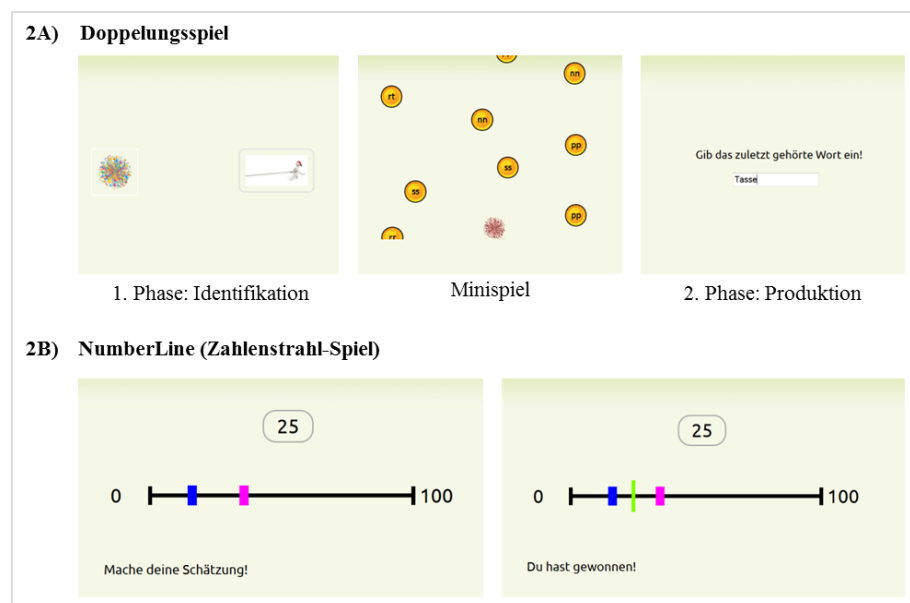 2A) Doppelungsspiel
rt
nn
nn
pp
ss
ss
pp
rr
Gib das zuletzt gehörte Wort ein!
Tasse
1. Phase: Identifikation
Minispiel
2. Phase: Produktion
2B) NumberLine (Zahlenstrahl-Spiel)
25
0
100
Mache deine Schätzung!
25
0
100
Du hast gewonnen!